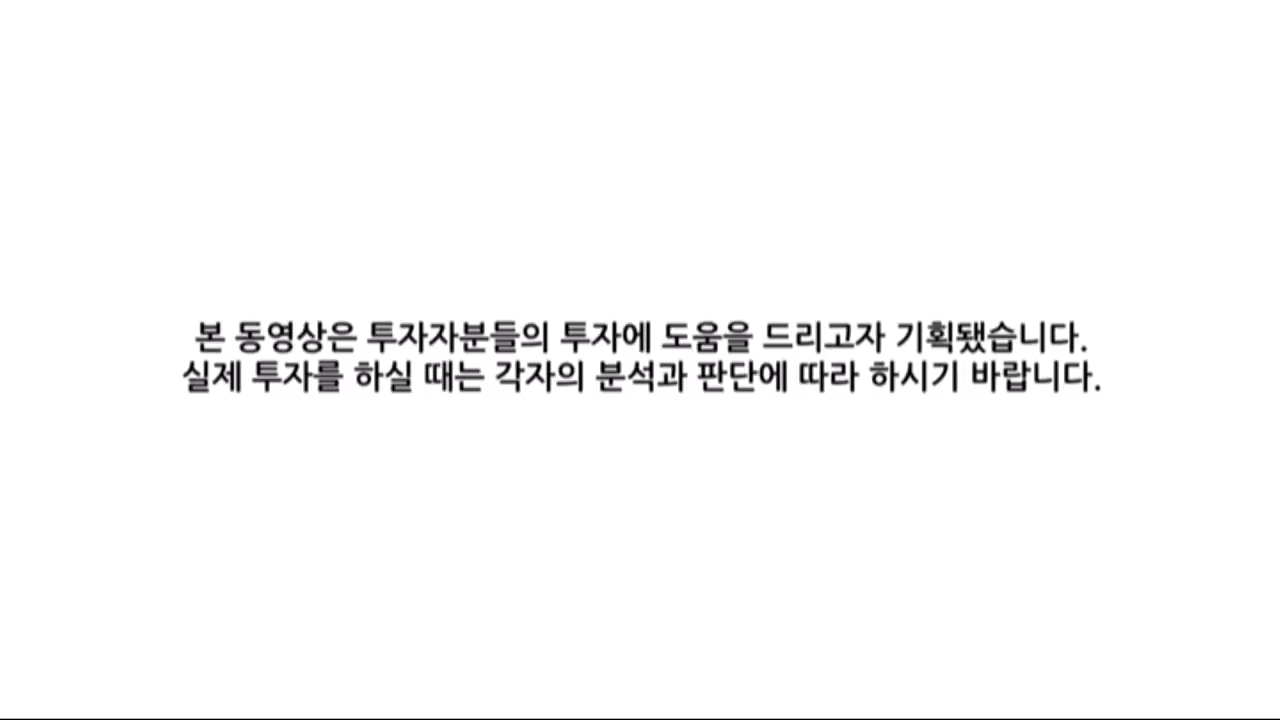 본 동영상은 투자자분들의 투자에 도움을 드리고자 기획됐습니다.
실제 투자를 하실 때는 각자의 분석과 판단에 따라 하시기 바랍니다.